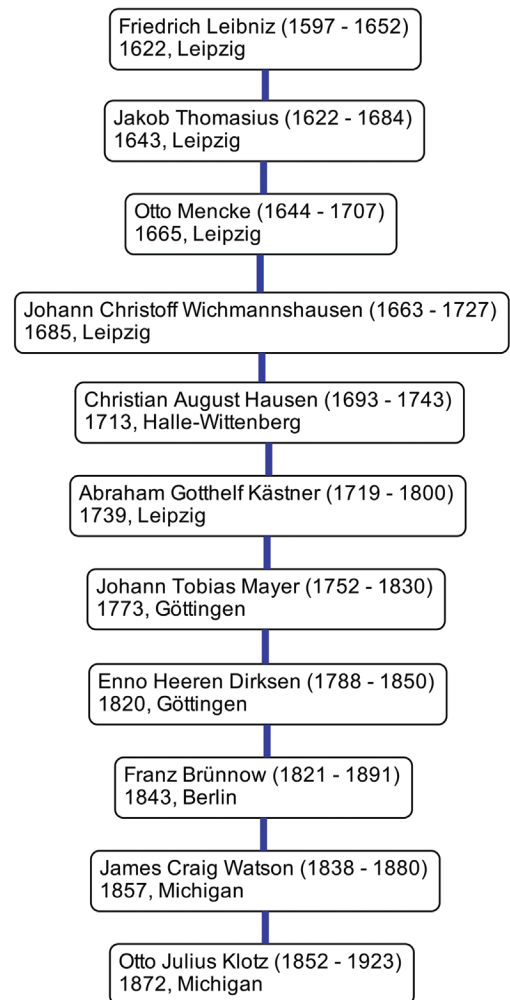 Friedrich Leibniz (1597 - 1652)
1622, Leipzig
Jakob Thomasius (1622 - 1684)
1643, Leipzig
Otto Mencke (1644 - 1707)
1665, Leipzig
Johann Christoff Wichmannshausen (1663 - 1727)
1685, Leipzig
Christian August Hausen (1693 - 1743)
1713, Halle-Wittenberg
Abraham Gotthelf Kästner (1719 - 1800)
1739, Leipzig
Johann Tobias Mayer (1752 - 1830)
1773, Göttingen
Enno Heeren Dirksen (1788 - 1850)
1820, Göttingen
Franz Brünnow (1821 - 1891)
1843, Berlin
James Craig Watson (1838 - 1880)
1857, Michigan
Otto Julius Klotz (1852 - 1923)
1872, Michigan